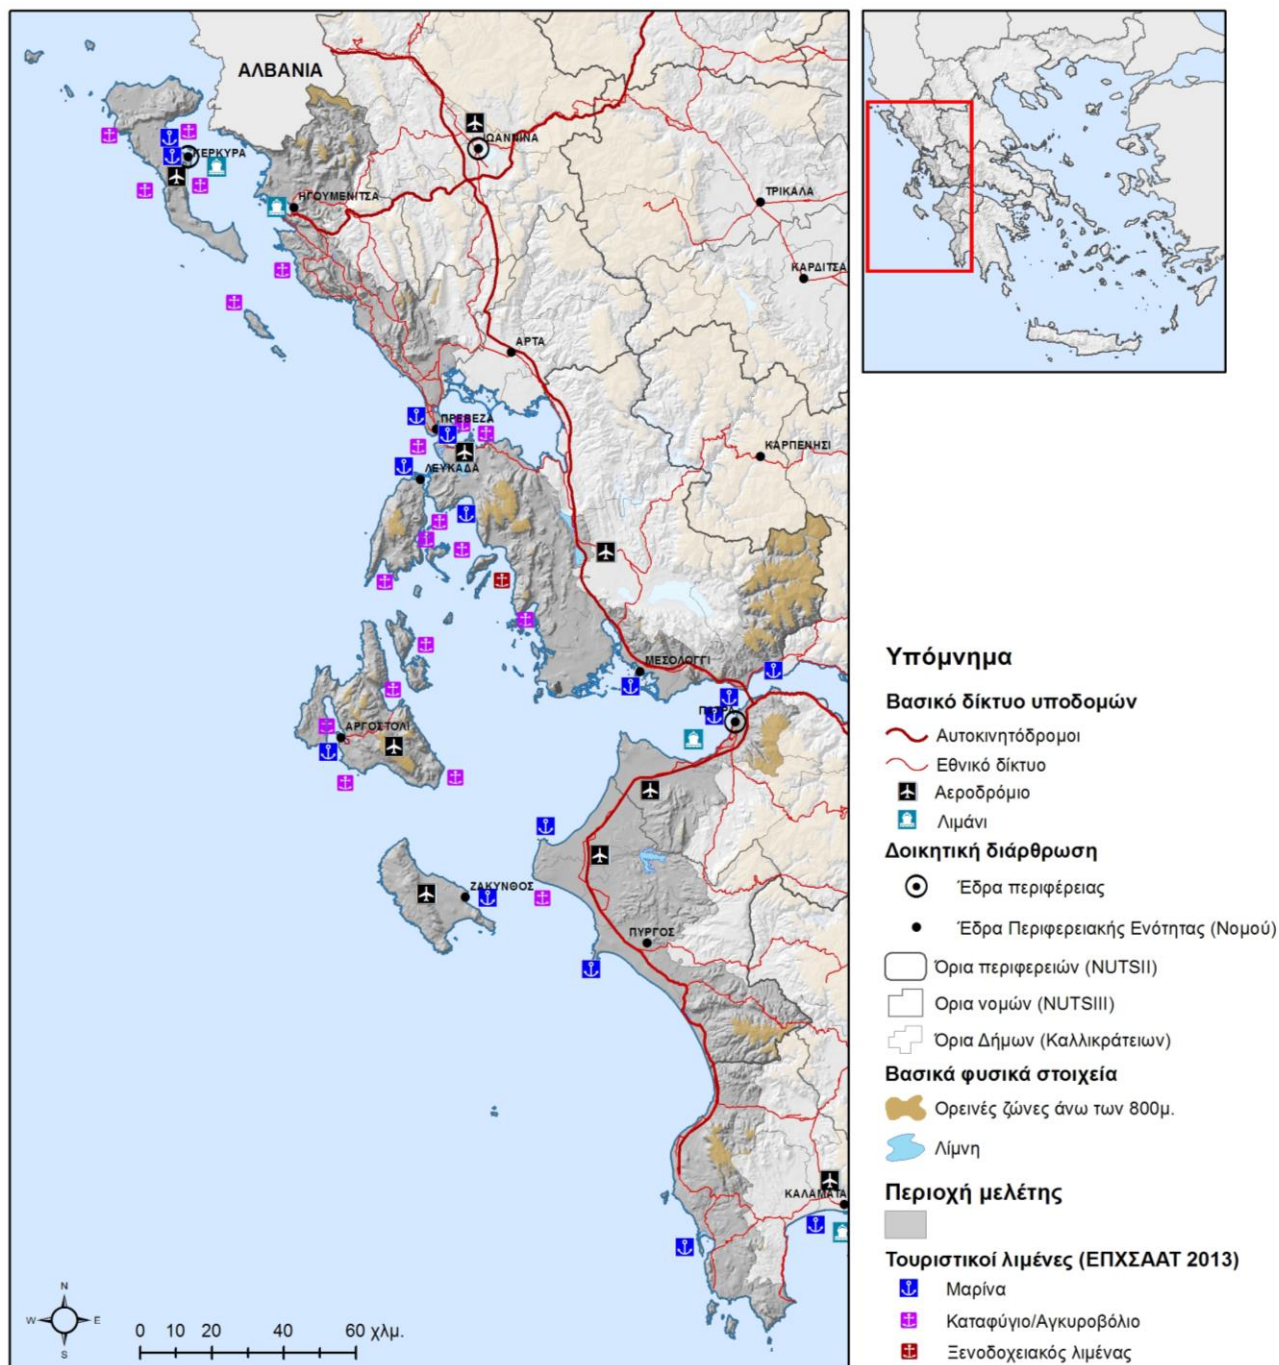 ΑΛΒΑΝΙΑ
ΙΩΑΝΝΙΝΑ
ΚΕΡΚΥΡΑ
ΗΓΟΥΜΕΝΙΤΣΑ
ΤΡΙΚΑΛΑ
ΚΑΡΔΙΤΣΑ
ΑΡΤΑ
ΠΡΕΒΕΖΑ
ΚΑΡΠΕΝΗΣΙ
ΛΕΥΚΑΔΑ
ΜΕΣΟΛΟΓΓΙ
ΠΑΤΡΑ
ΑΡΓΟΣΤΟΛΙ
ΖΑΚΥΝΘΟΣ
ΠΥΡΓΟΣ
ΚΑΛΑΜΑΤΑ
N
W E
S
0 10 20 40 60 χλμ.
Υπόμνημα
Βασικό δίκτυο υποδομών
Αυτοκινητόδρομοι
Εθνικό δίκτυο
Αεροδρόμιο
Λιμάνι
Δοικητική διάρθρωση
Έδρα περιφέρειας
Έδρα Περιφερειακής Ενότητας (Νομού)
Όρια περιφερειών (NUTSII)
Ορια νομών (NUTSIII)
Όρια Δήμων (Καλλικράτειων)
Βασικά φυσικά στοιχεία
Ορεινές ζώνες άνω των 800μ.
Λίμνη
Περιοχή μελέτης
Τουριστικοί λιμένες (ΕΠΧΣΑΑΤ 2013)
Μαρίνα
Καταφύγιο/Αγκυροβόλιο
Ξενοδοχειακός λιμένας